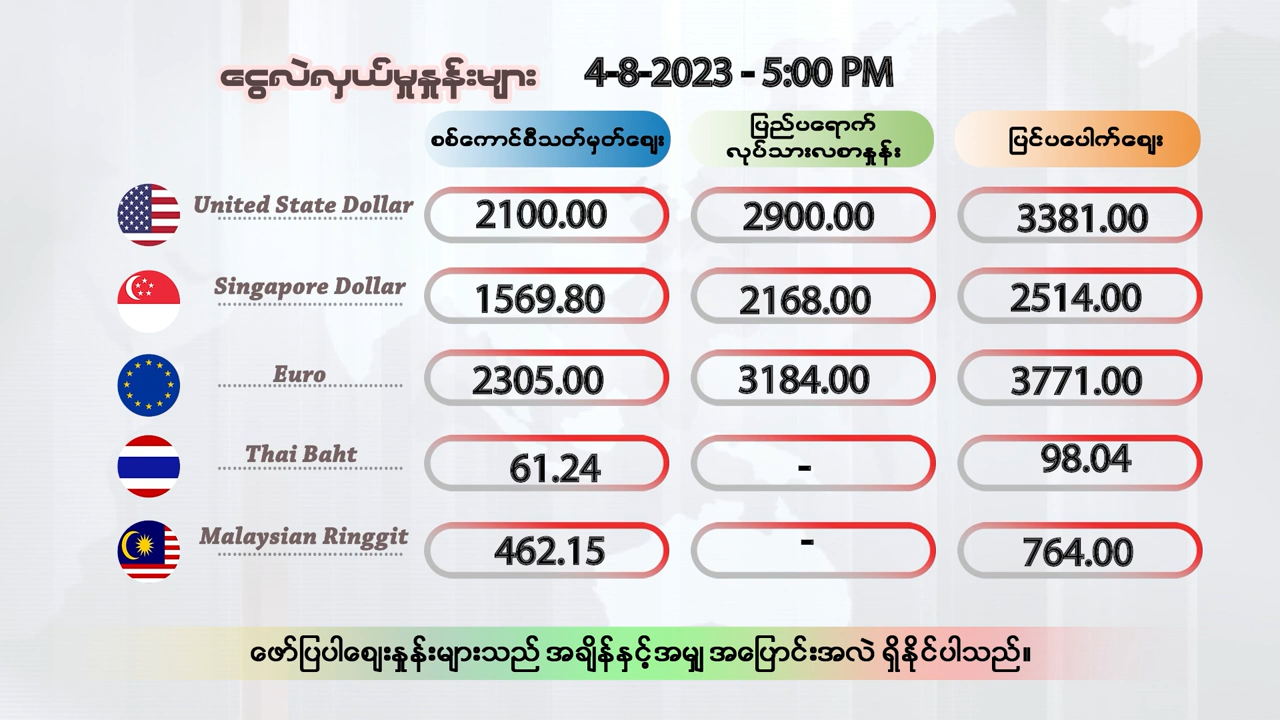 ငွေလဲလှယ်မှုနှုန်းများ 4-8-2023 - 5:00 PM
စစ်ကောင်စီသတ်မှတ်စျေး ပြည်ပရောက် လုပ်သားလစာနှုန်း ပြင်ပပေါက်စျေး
United State Dollar 2100.00 2900.00 3381.00
Singapore Dollar 1569.80 2168.00 2514.00
Euro 2305.00 3184.00 3771.00
Thai Baht 61.24 - 98.04
Malaysian Ringgit 462.15 - 764.00
ဖော်ပြပါစျေးနှုန်းများသည် အချိန်နှင့်အမျှ အပြောင်းအလဲ ရှိနိုင်ပါသည်။